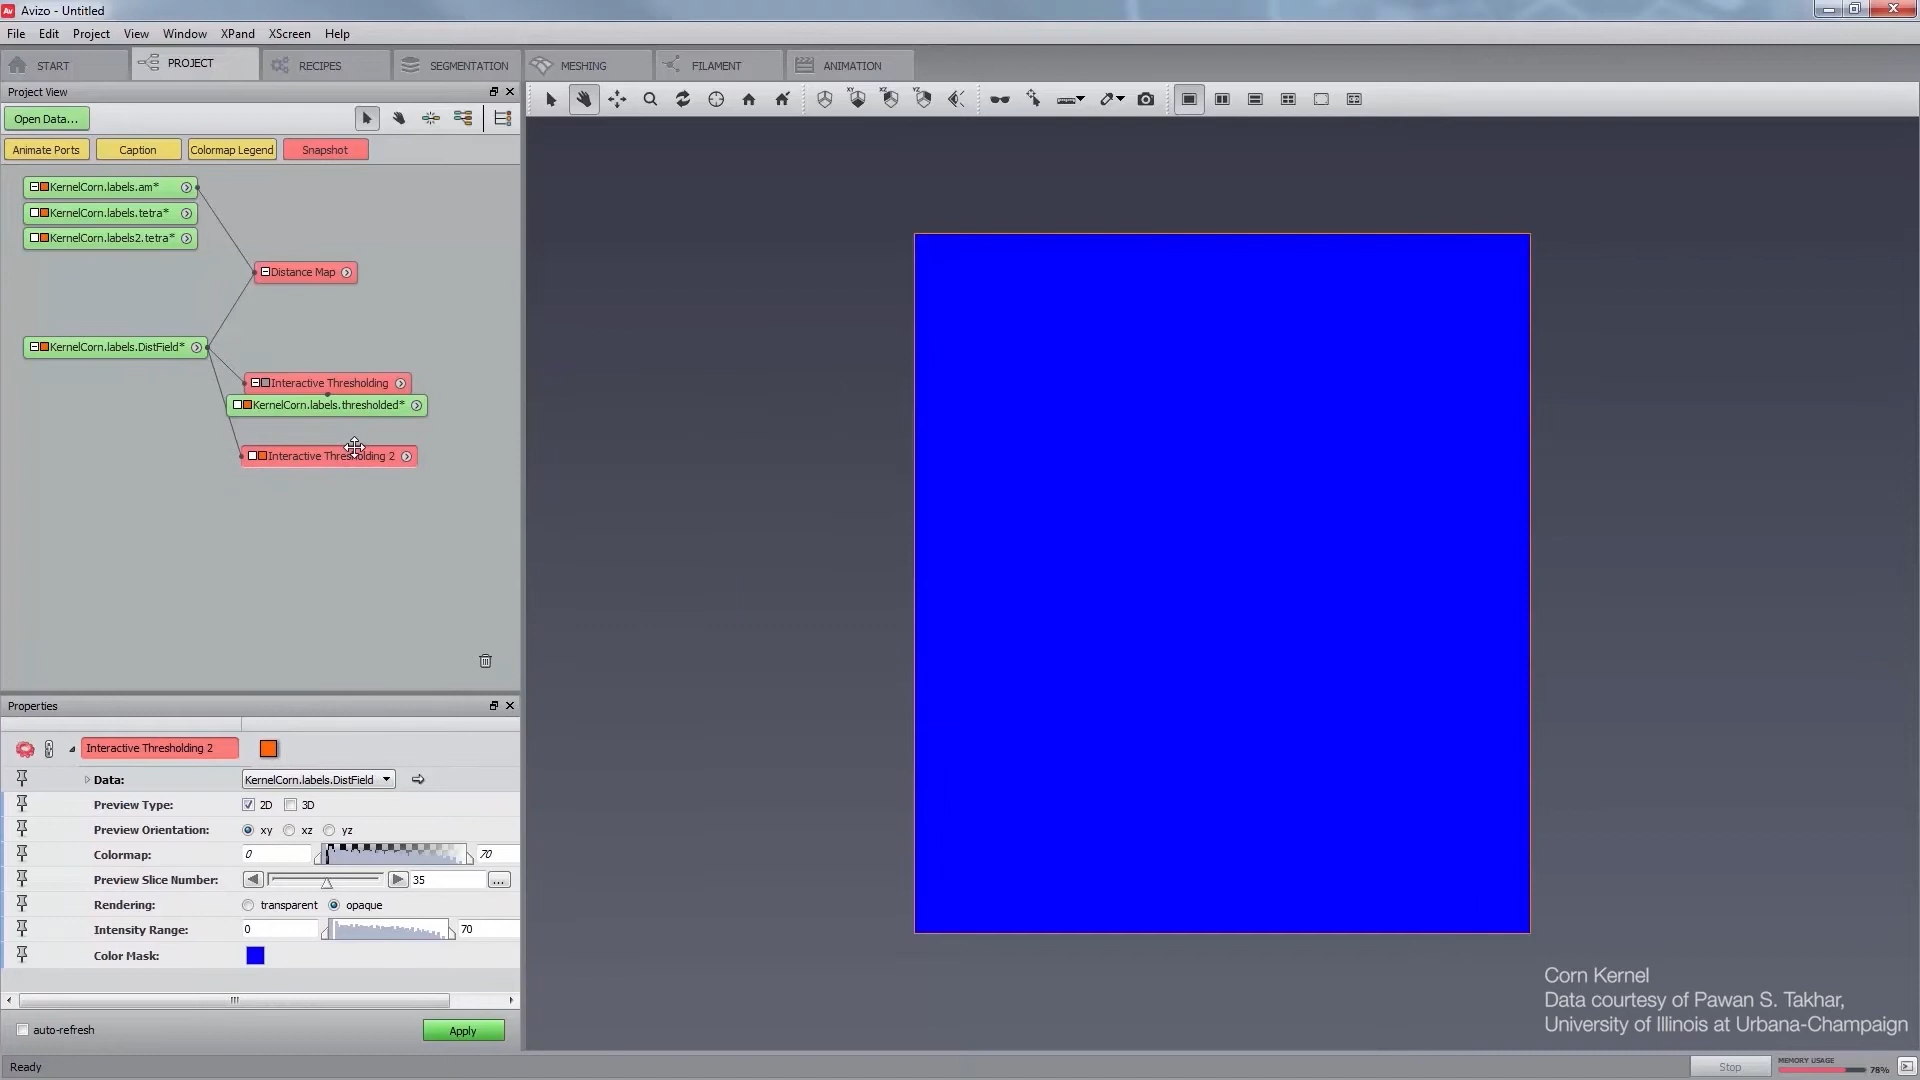 Av Avizo - Untitled
File Edit Project View Window XPand XScreen Help
START PROJECT RECIPES SEGMENTATION MESHING FILAMENT ANIMATION
Project View
Open Data...
XY XZ YZ
Animate Ports Caption Colormap Legend Snapshot
KernelCorn.labels.am*
KernelCorn.labels.tetra*
KernelCorn.labels2.tetra*
Distance Map
KernelCorn.labels.DistField*
Interactive Thresholding
KernelCorn.labels.thresholded*
Interactive Thresholding 2
Properties
Interactive Thresholding 2
Data: KernelCorn.labels.DistField
Preview Type: 2D 3D
Preview Orientation: xy xz yz
Colormap: 0 70
Preview Slice Number: 35 ...
Rendering: transparent opaque
Intensity Range: 0 70
Color Mask:
auto-refresh Apply
Corn Kernel
Data courtesy of Pawan S. Takhar,
University of Illinois at Urbana-Champaign
Ready Stop MEMORY USAGE 78%